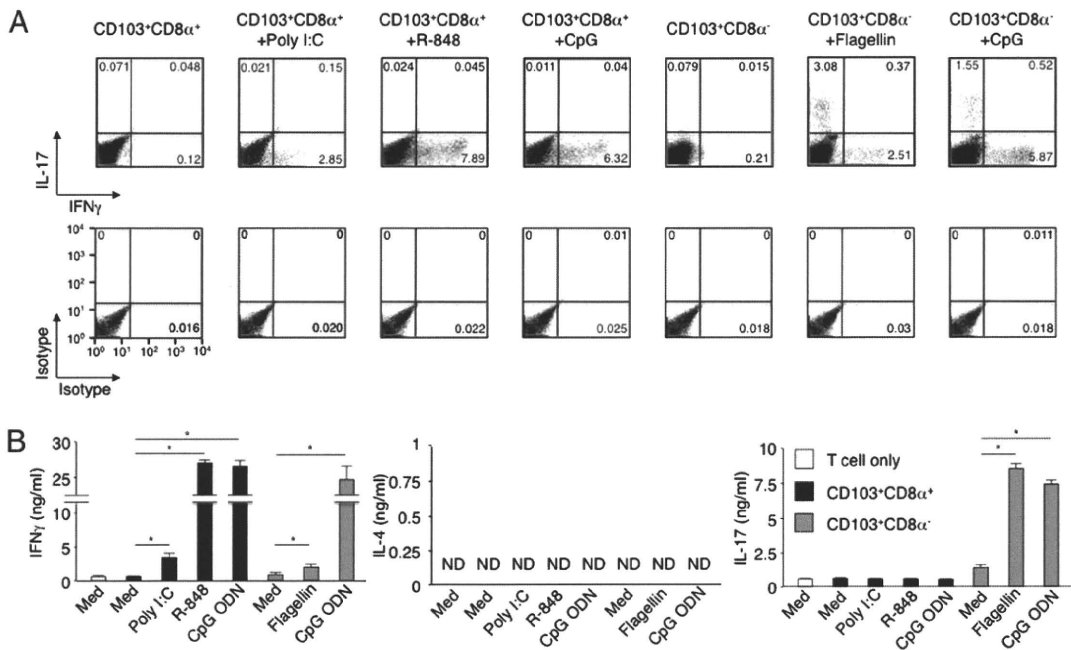 A
CD103⁺CD8α⁺
CD103⁺CD8α⁺ +Poly I:C
CD103⁺CD8α⁺ +R-848
CD103⁺CD8α⁺ +CpG
CD103⁺CD8α⁻
CD103⁺CD8α⁻ +Flagellin
CD103⁺CD8α⁻ +CpG
0.071 0.048 0.021 0.15 0.024 0.045 0.011 0.04 0.079 0.015 3.08 0.37 1.55 0.52
0.12 2.85 7.89 6.32 0.21 2.51 5.87
IL-17
IFNγ
10⁴ 0 0 0 0 0 0 0 0.01 0 0 0 0 0 0.011
10³
10²
10¹
10⁰ 0.016 0.020 0.022 0.025 0.018 0.03 0.018
10⁰ 10¹ 10² 10³ 10⁴
Isotype
Isotype
B
IFNγ (ng/ml)
30
25
10
5
0
* * * * *
Med Med Poly I:C R-848 CpG ODN Med Flagellin CpG ODN
IL-4 (ng/ml)
1
0.75
0.5
0.25
0
ND ND ND ND ND ND ND ND
Med Med Poly I:C R-848 CpG ODN Med Flagellin CpG ODN
IL-17 (ng/ml)
10
7.5
5
2.5
0
* *
T cell only
CD103⁺CD8α⁺
CD103⁺CD8α⁻
Med Med Poly I:C R-848 CpG ODN Med Flagellin CpG ODN